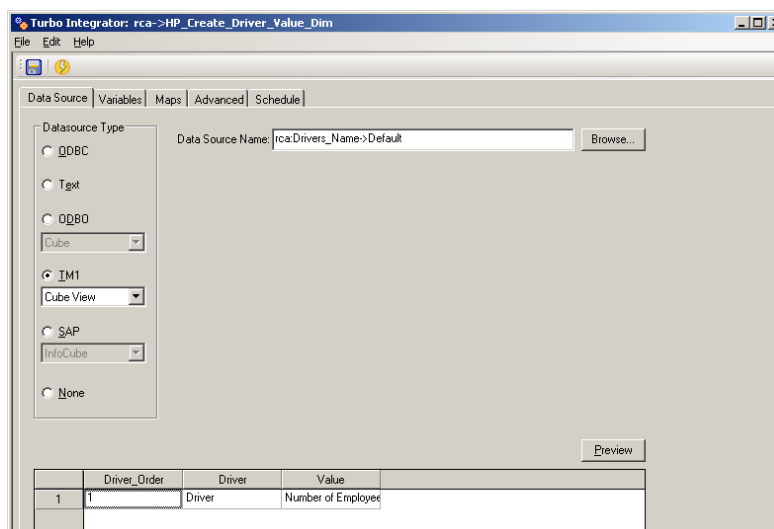 Turbo Integrator: rca->HP_Create_Driver_Value_Dim
File Edit Help
Data Source Variables Maps Advanced Schedule
Datasource Type
Data Source Name: rca:Drivers_Name->Default Browse...
ODBC
Text
ODBO
Cube
TM1
Cube View
SAP
InfoCube
None
Preview
Driver_Order Driver Value
1 1 Driver Number of Employee